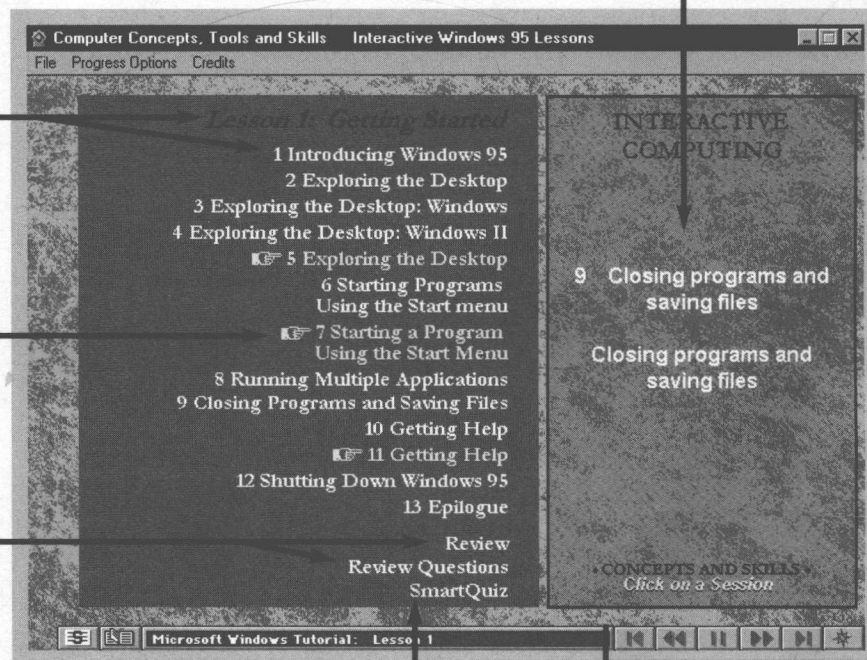 Computer Concepts, Tools and Skills Interactive Windows 95 Lessons
File Progress Options Credits
Lesson 1: Getting Started
1 Introducing Windows 95
2 Exploring the Desktop
3 Exploring the Desktop: Windows
4 Exploring the Desktop: Windows II
5 Exploring the Desktop
6 Starting Programs
Using the Start menu
7 Starting a Program
Using the Start Menu
8 Running Multiple Applications
9 Closing Programs and Saving Files
10 Getting Help
11 Getting Help
12 Shutting Down Windows 95
13 Epilogue
Review
Review Questions
SmartQuiz
INTERACTIVE
COMPUTING
9 Closing programs and
saving files
Closing programs and
saving files
• CONCEPTS AND SKILLS •
Click on a Session
Microsoft Windows Tutorial: Lesson 1